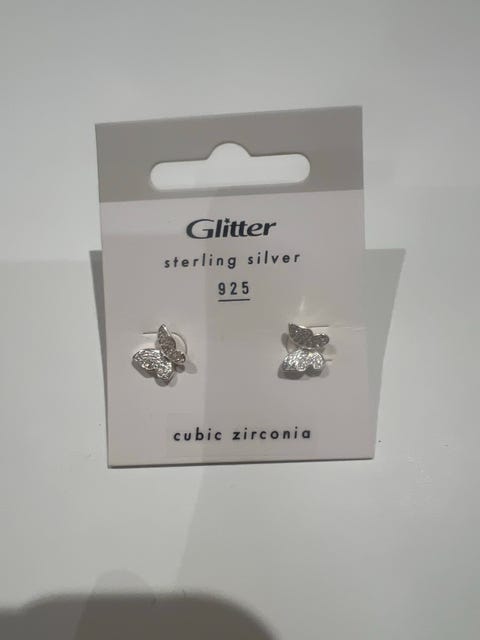 Glitter
sterling silver
925
cubic zirconia